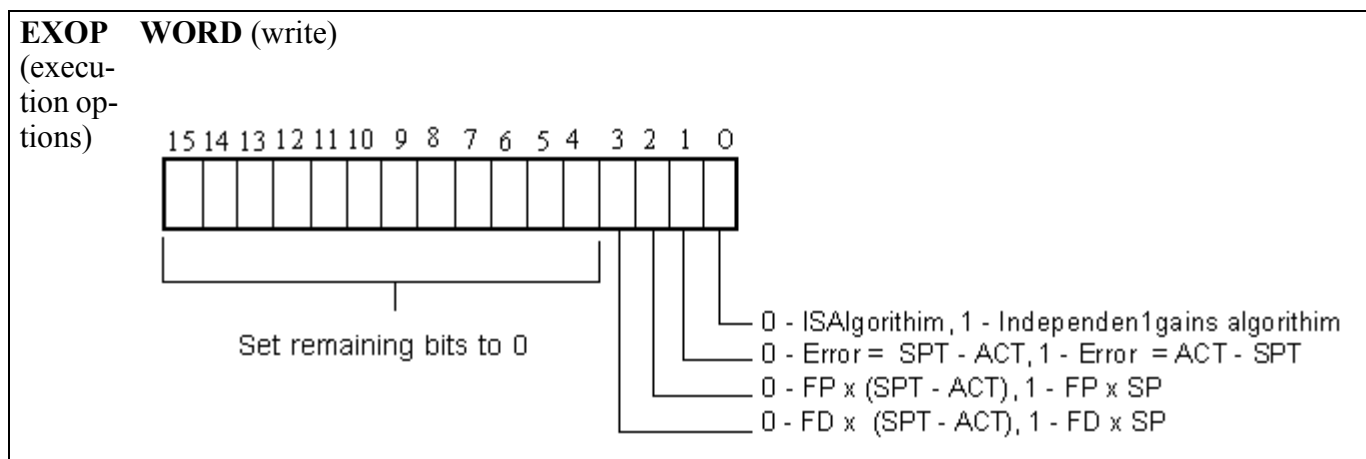 EXOP WORD (write)
(execu-
tion op-
tions)
15 14 13 12 11 10 9 8 7 6 5 4 3 2 1 0
Set remaining bits to 0
0 - ISAlgorithim, 1 - Independen1gains algorithim
0 - Error = SPT - ACT, 1 - Error = ACT - SPT
0 - FP x (SPT - ACT), 1 - FP x SP
0 - FD x (SPT - ACT), 1 - FD x SP